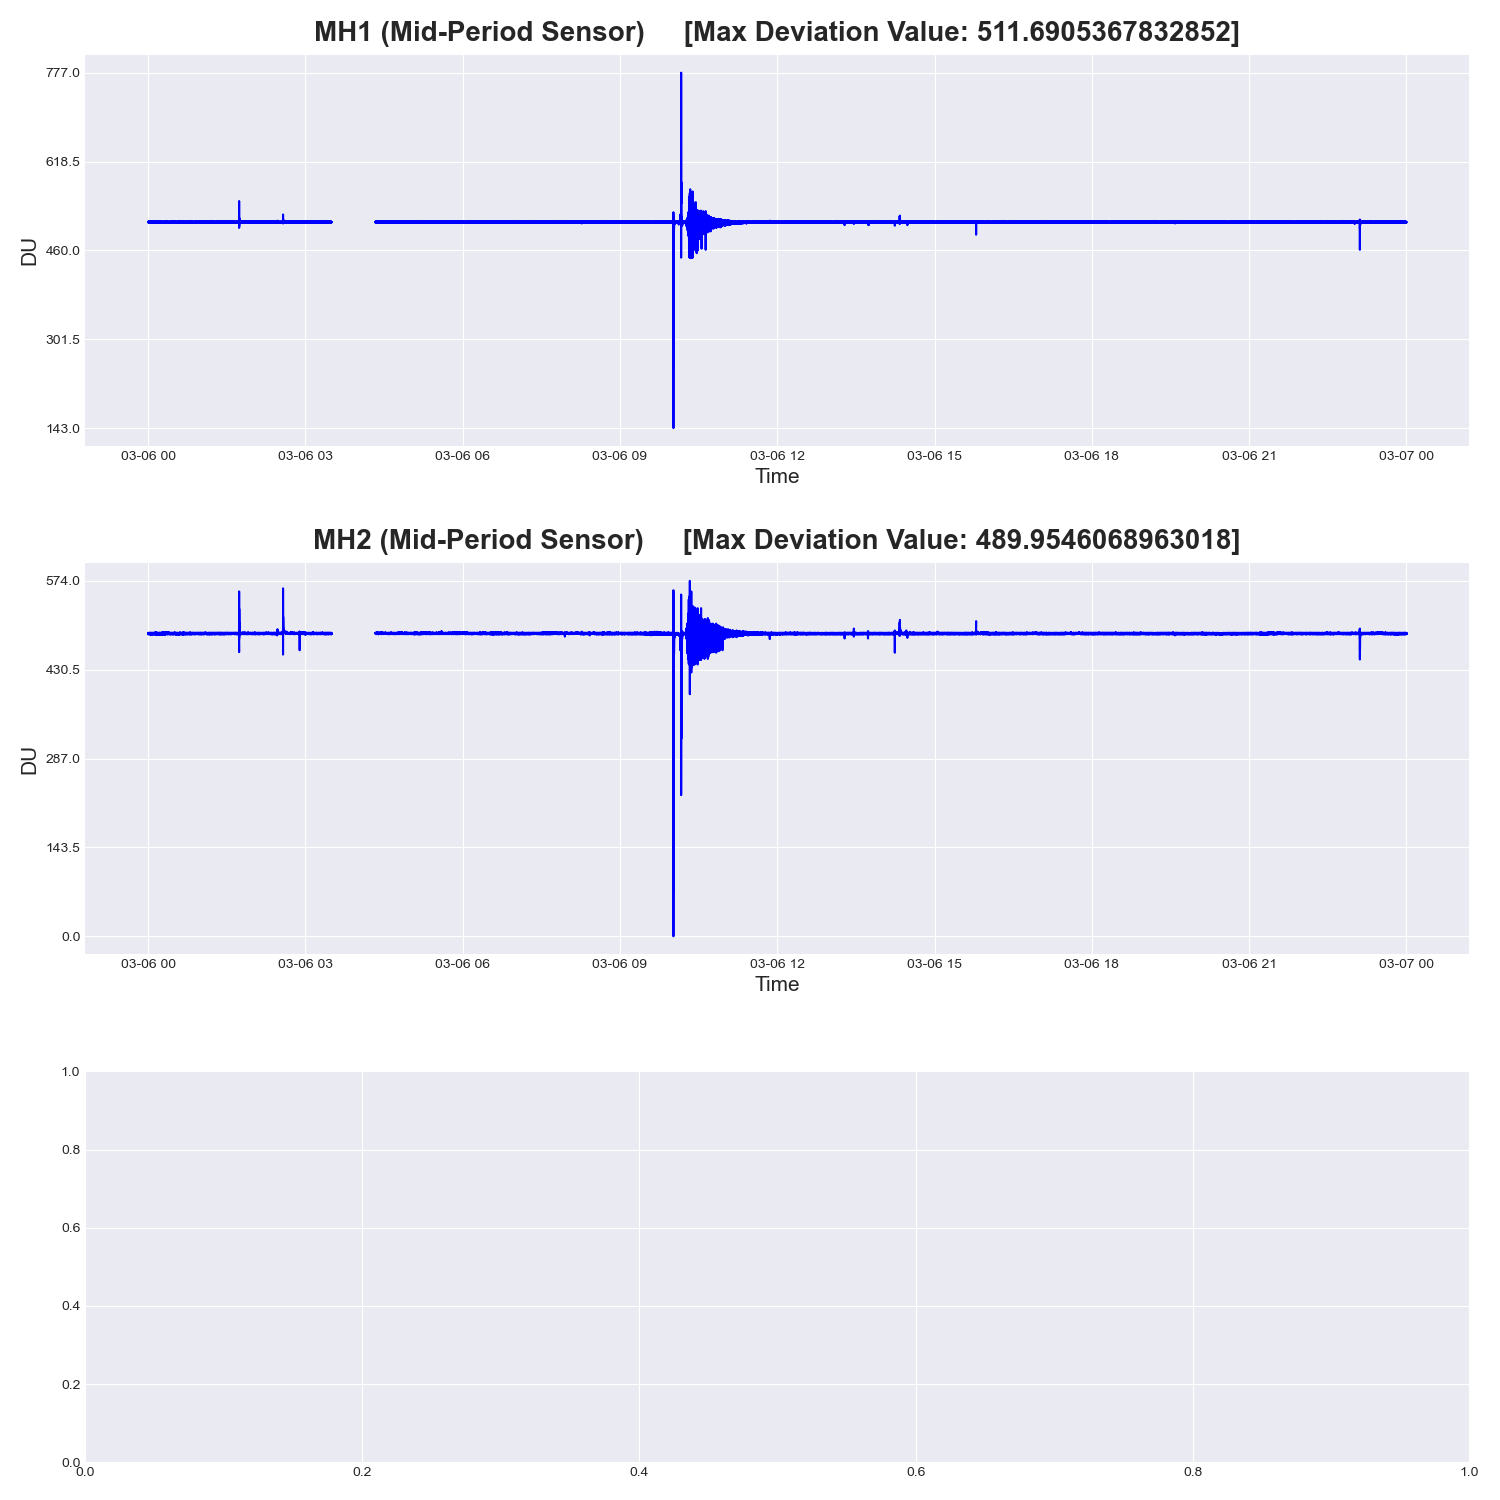 MH1 (Mid-Period Sensor) [Max Deviation Value: 511.6905367832852]
777.0
618.5
460.0
301.5
143.0
DU
03-06 00 03-06 03 03-06 06 03-06 09 03-06 12 03-06 15 03-06 18 03-06 21 03-07 00
Time
MH2 (Mid-Period Sensor) [Max Deviation Value: 489.9546068963018]
574.0
430.5
287.0
143.5
0.0
DU
03-06 00 03-06 03 03-06 06 03-06 09 03-06 12 03-06 15 03-06 18 03-06 21 03-07 00
Time
1.0
0.8
0.6
0.4
0.2
0.0
0.0 0.2 0.4 0.6 0.8 1.0